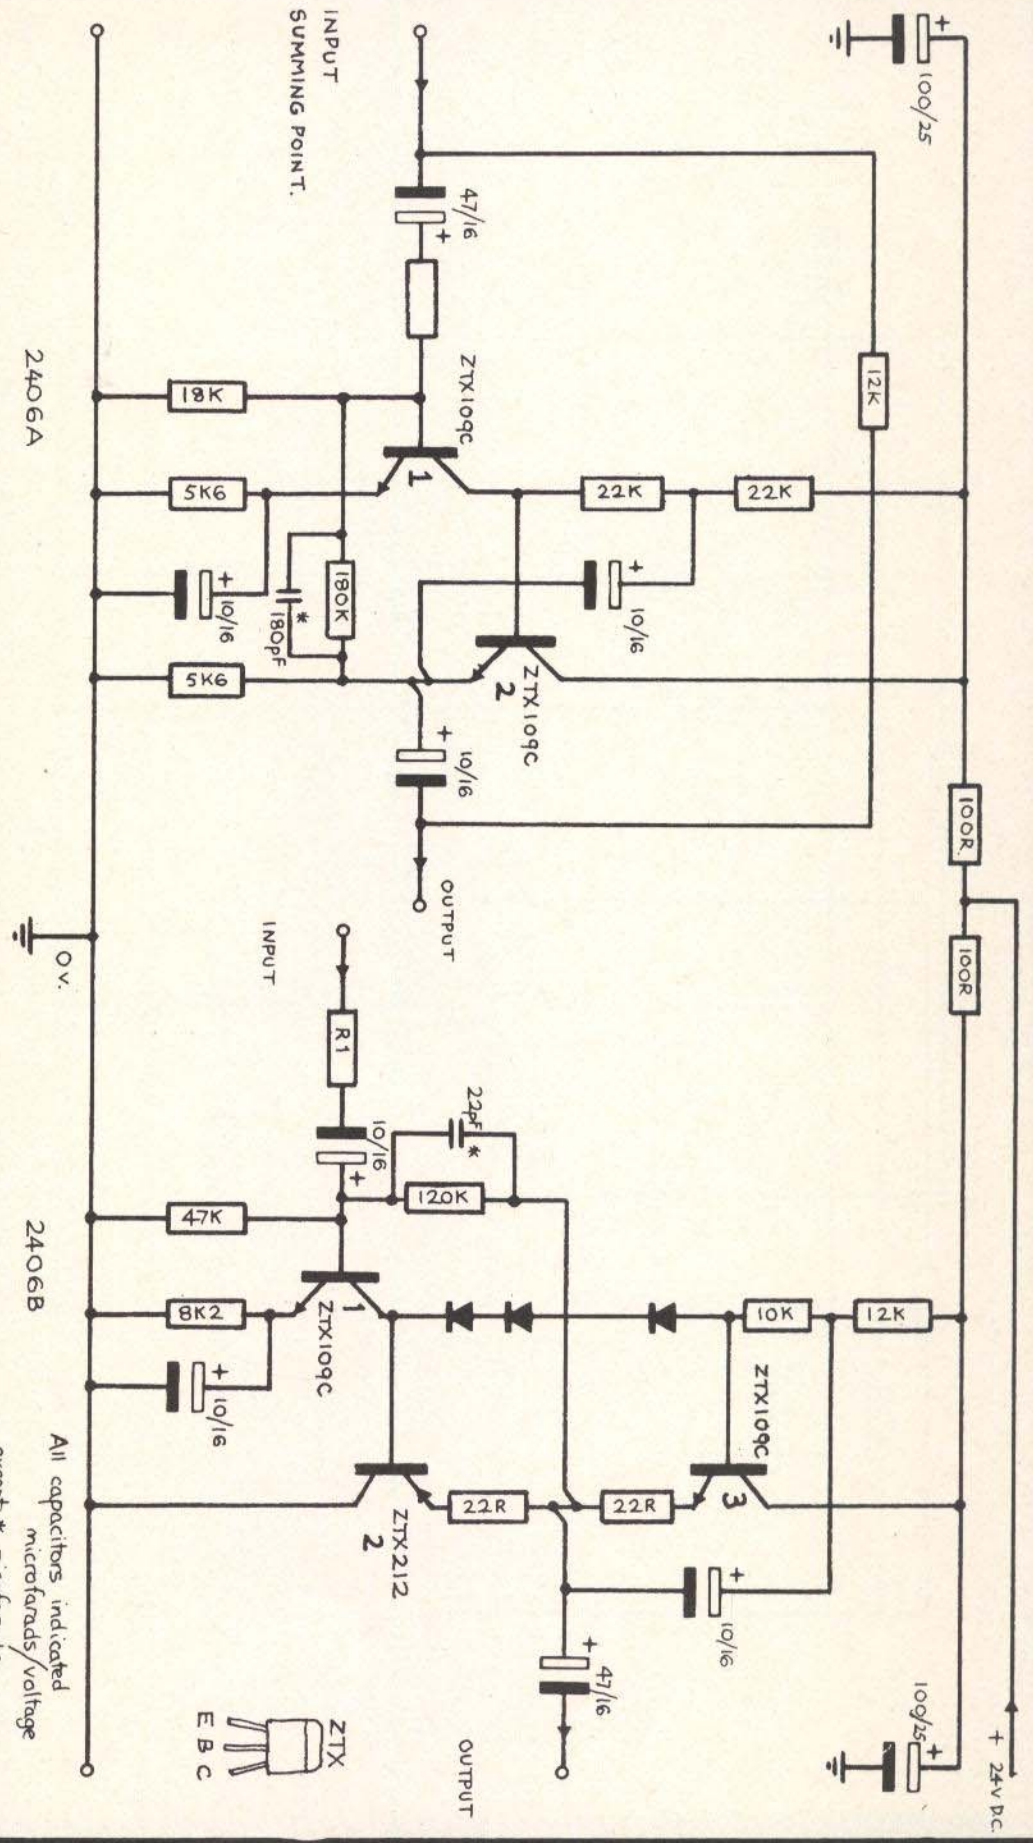 + 24V D.C.
100/25
+
100R.
100R
100/25
+
12K
22K
22K
+
10/16
12K
10K
ZTX109C
3
+
10/16
47/16
+
ZTX109C
1
ZTX109C
2
+
10/16
OUTPUT
22R
22R
+
47/16
OUTPUT
22pF
*
120K
10/16
+
INPUT
SUMMING POINT.
18K
5K6
+
10/16
180K
*
180pF
5K6
INPUT
R1
47K
8K2
+
10/16
1
ZTX109C
ZTX212
2
ZTX
E B C
0v.
2406A
2406B
All capacitors indicated
microfarads/voltage